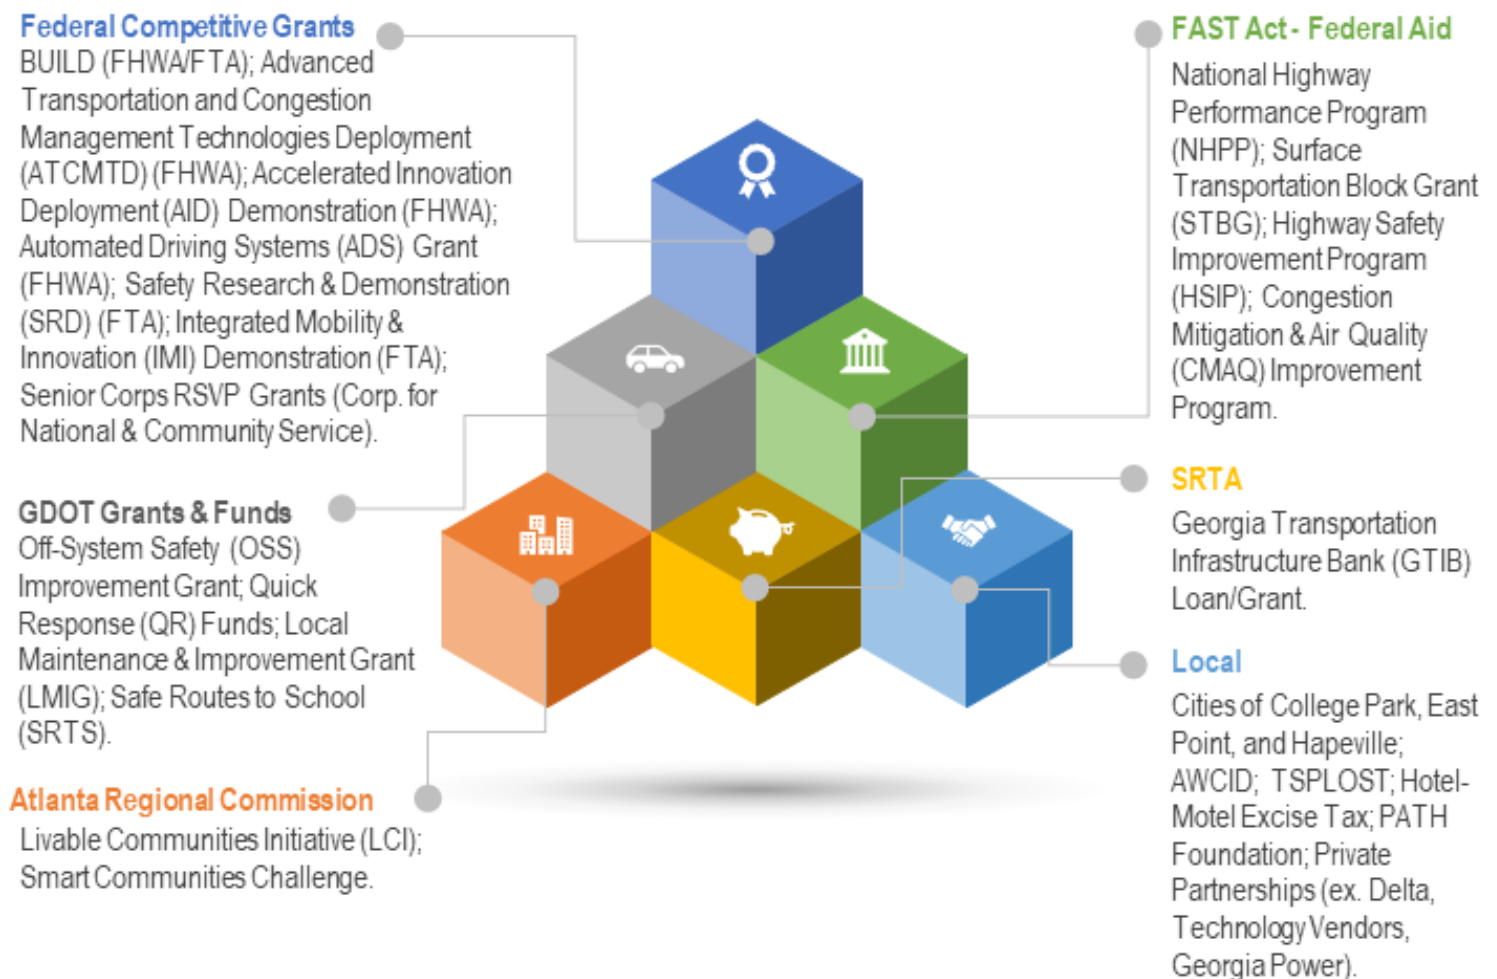 Federal Competitive Grants
BUILD (FHWA/FTA); Advanced
Transportation and Congestion
Management Technologies Deployment
(ATCMTD) (FHWA); Accelerated Innovation
Deployment (AID) Demonstration (FHWA);
Automated Driving Systems (ADS) Grant
(FHWA); Safety Research & Demonstration
(SRD) (FTA); Integrated Mobility &
Innovation (IMI) Demonstration (FTA);
Senior Corps RSVP Grants (Corp. for
National & Community Service).
GDOT Grants & Funds
Off-System Safety (OSS)
Improvement Grant; Quick
Response (QR) Funds; Local
Maintenance & Improvement Grant
(LMIG); Safe Routes to School
(SRTS).
Atlanta Regional Commission
Livable Communities Initiative (LCI);
Smart Communities Challenge.
FAST Act - Federal Aid
National Highway
Performance Program
(NHPP); Surface
Transportation Block Grant
(STBG); Highway Safety
Improvement Program
(HSIP); Congestion
Mitigation & Air Quality
(CMAQ) Improvement
Program.
SRTA
Georgia Transportation
Infrastructure Bank (GTIB)
Loan/Grant.
Local
Cities of College Park, East
Point, and Hapeville;
AWCID; TSPLOST; Hotel-
Motel Excise Tax; PATH
Foundation; Private
Partnerships (ex. Delta,
Technology Vendors,
Georgia Power).